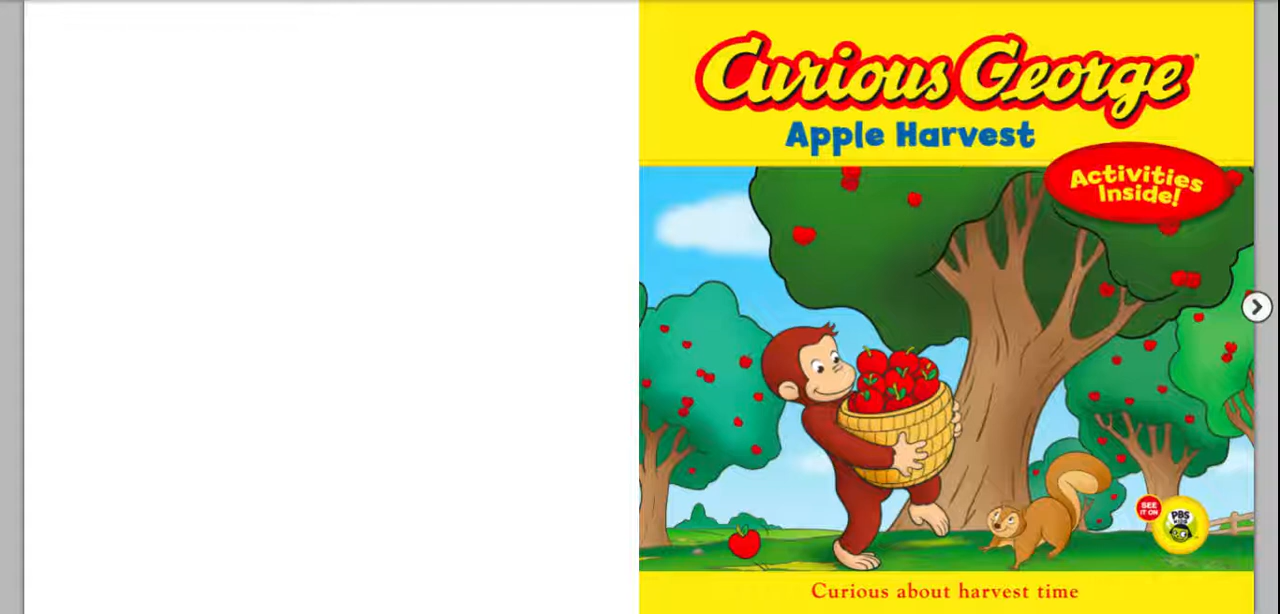 Curious George
Apple Harvest
Activities
Inside!
SEE
IT ON
PBS
KIDS
Curious about harvest time